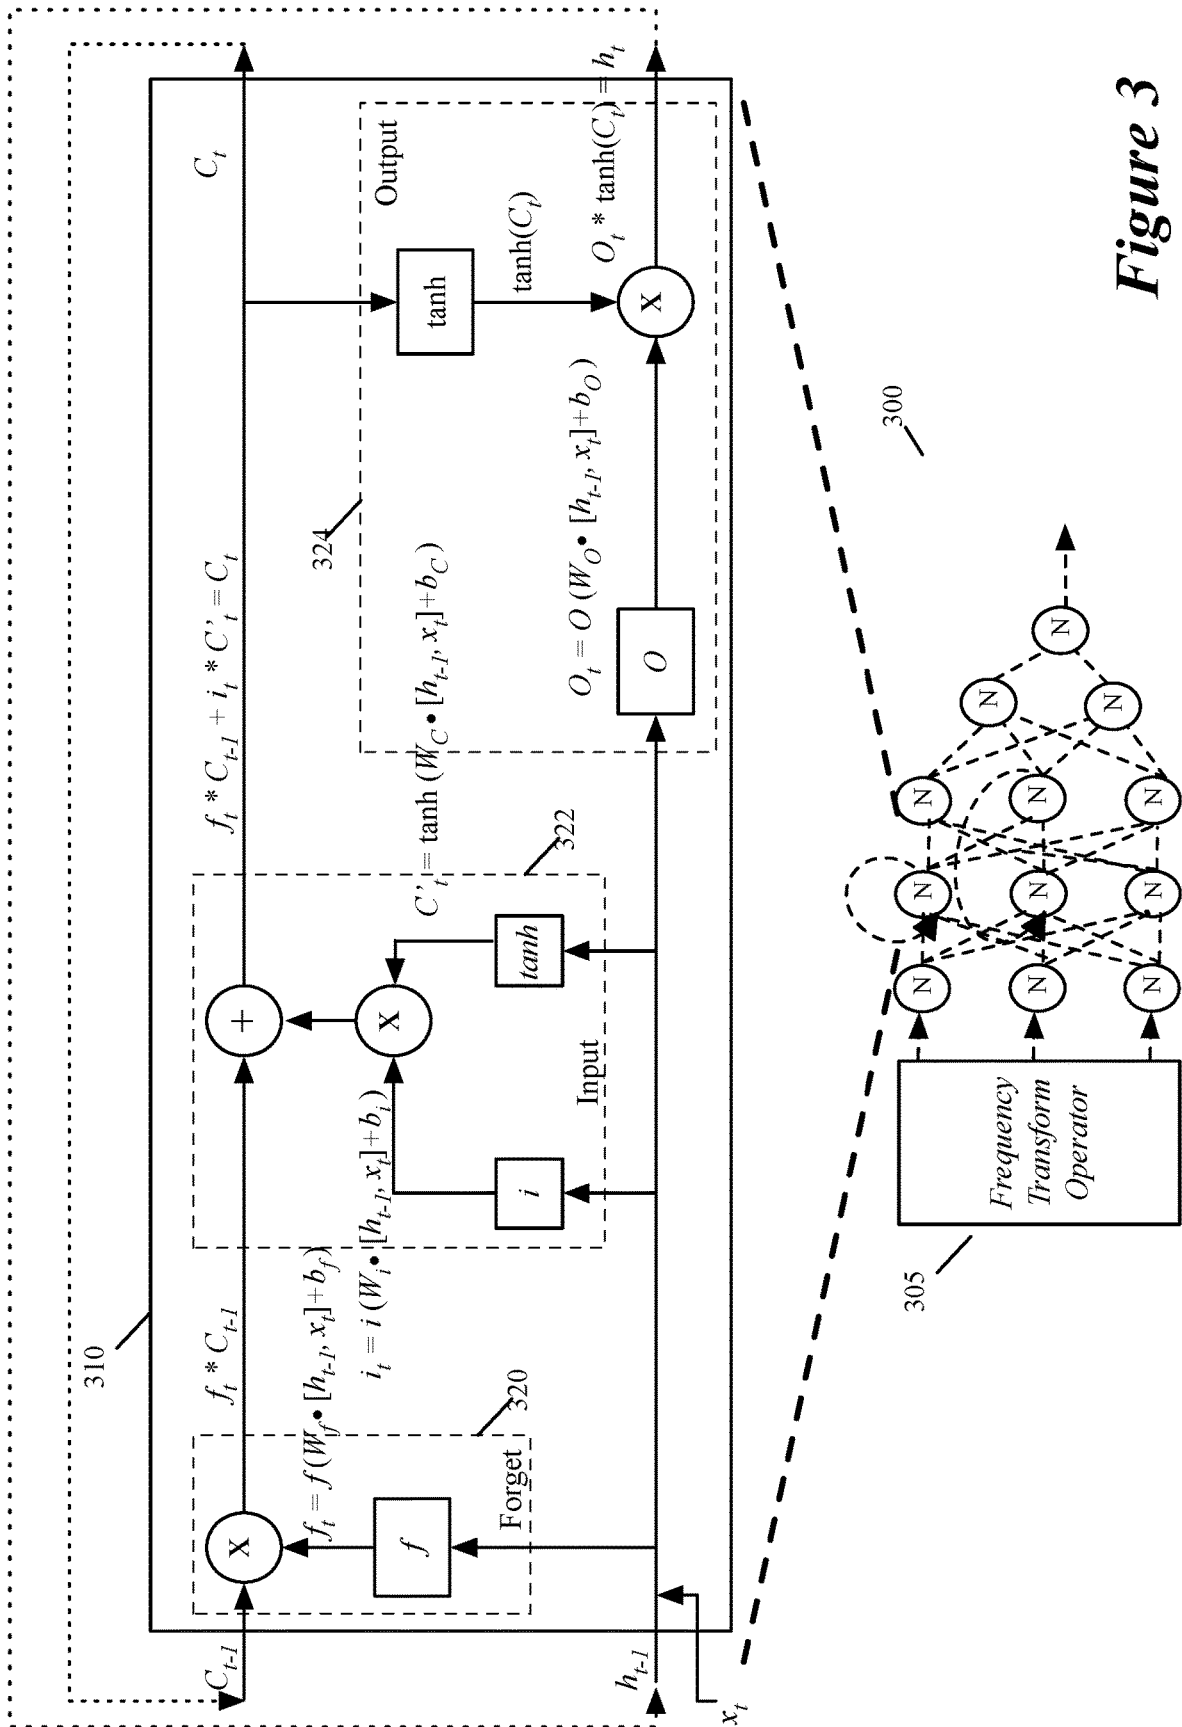 310
C_{t-1}
f_t * C_{t-1}
f_t * C_{t-1} + i_t * C'_t = C_t
C_t
X
+
f_t = f (W_f • [h_{t-1}, x_t]+b_f)
i_t = i (W_i • [h_{t-1}, x_t]+b_i)
X
324
Output
f
tanh
C'_t = tanh (W_C • [h_{t-1}, x_t]+b_C)
Forget
320
i
tanh
322
Input
tanh(C_t)
O_t = O (W_O • [h_{t-1}, x_t]+b_O)
O_t * tanh(C_t) = h_t
O
X
h_{t-1}
x_t
300
305
Frequency
Transform
Operator
N
N
N
N
N
N
N
N
N
N
N
N
Figure 3